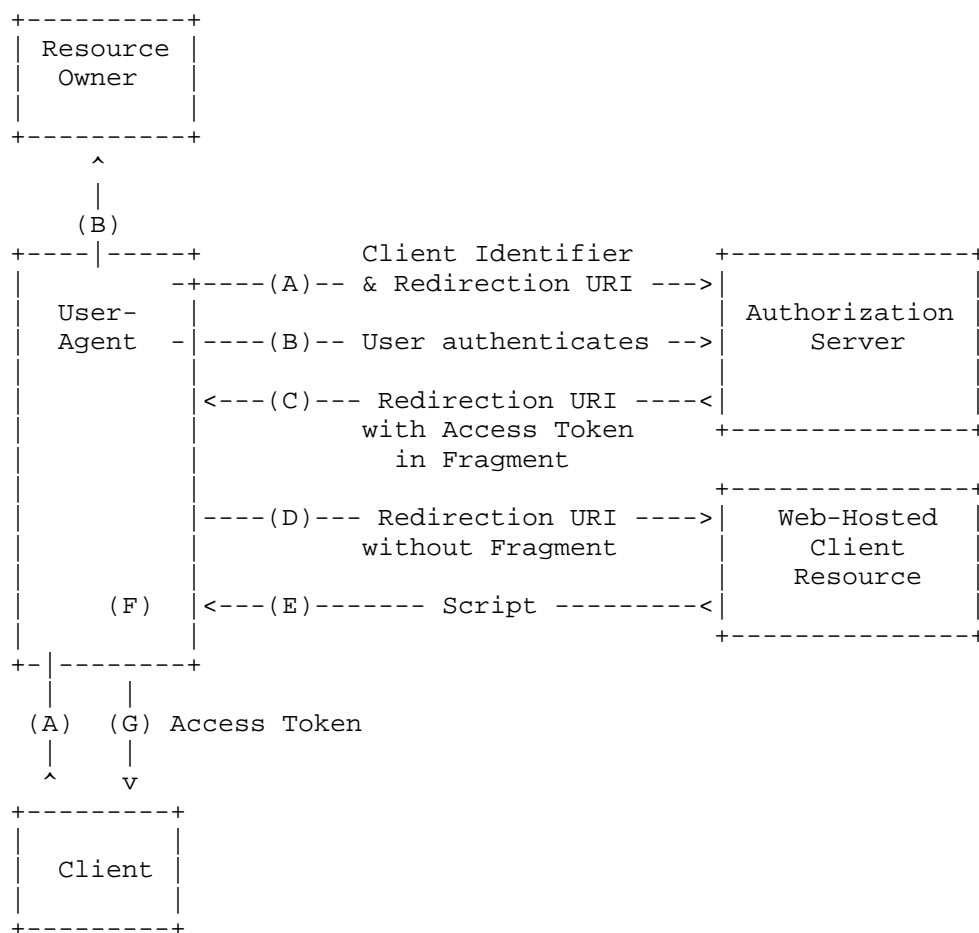 +----------+
| Resource |
|  Owner   |
|          |
+----------+
     ^
     |
    (B)
+----|-----+          Client Identifier     +---------------+
|         -+----(A)-- & Redirection URI --->|               |
|  User-   |                                | Authorization |
|  Agent  -|----(B)-- User authenticates -->|     Server    |
|          |                                |               |
|          |<---(C)--- Redirection URI ----<|               |
|          |          with Access Token     +---------------+
|          |            in Fragment
|          |                                +---------------+
|          |----(D)--- Redirection URI ---->|   Web-Hosted  |
|          |          without Fragment      |     Client    |
|          |                                |    Resource   |
|     (F)  |<---(E)------- Script ---------<|               |
|          |                                +---------------+
+-|--------+
  |    |
 (A)  (G) Access Token
  |    |
  ^    v
+---------+
|         |
|  Client |
|         |
+---------+